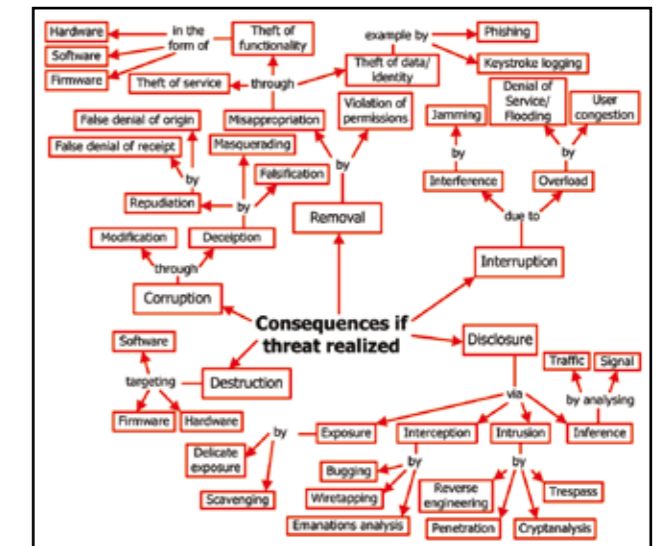 Hardware
in the
form of
Theft of
functionality
example by
Phishing
Software
Firmware
Theft of service
through
Theft of data/
identity
Keystroke logging
Denial of
Service/
Flooding
User
congestion
False denial of origin
Misappropriation
Violation of
permissions
Jamming
False denial of receipt
Masquerading
by
by
by
by
Falsification
Interference
Overload
Repudiation
by
Removal
due to
Modification
Deceiption
through
Interruption
Corruption
Consequences if
threat realized
Disclosure
Software
Traffic
Signal
targeting
Destruction
via
by analysing
Firmware
Hardware
by
Exposure
Interception
Intrusion
Inference
Delicate
exposure
by
by
Bugging
Scavenging
Wiretapping
Reverse
engineering
Trespass
Emanations analysis
Penetration
Cryptanalysis